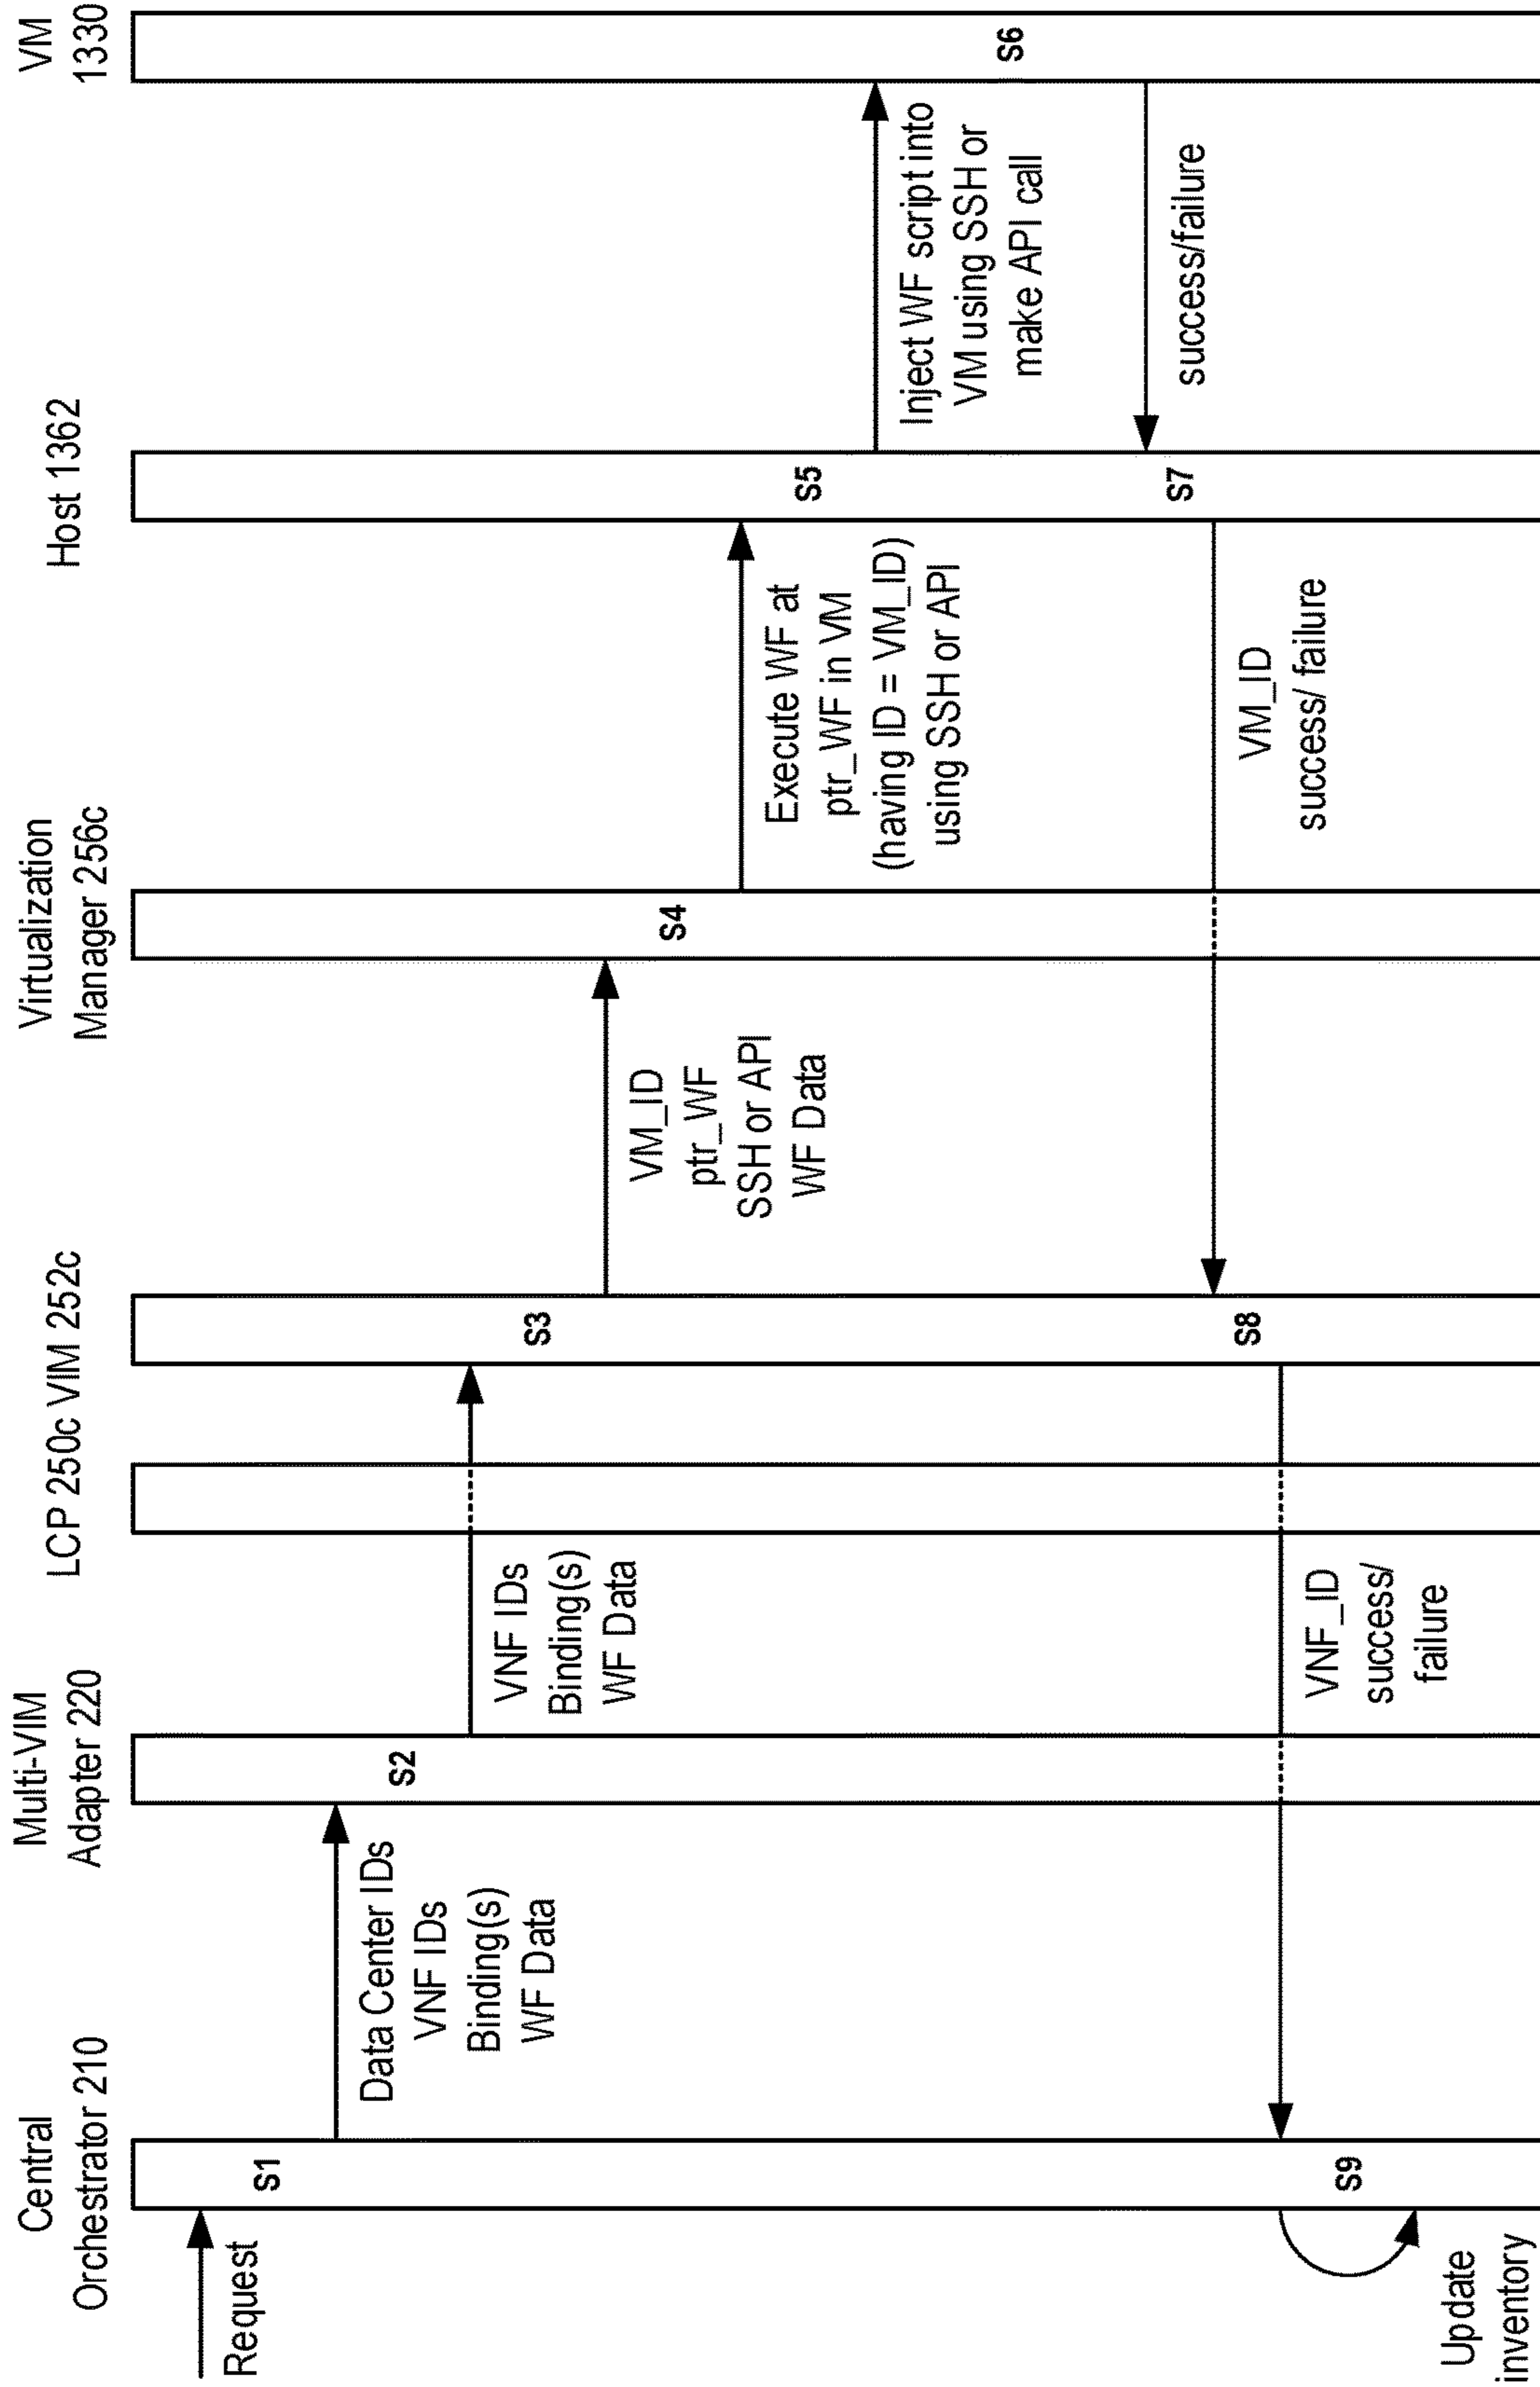 Central
Orchestrator 210
Multi-VIM
Adapter 220
LCP 250c VIM 252c
Virtualization
Manager 256c
Host 1362
VM
1330
Request
S1
Data Center IDs
VNF IDs
Binding(s)
WF Data
S2
VNF IDs
Binding(s)
WF Data
S3
VM_ID
ptr_WF
SSH or API
WF Data
S4
Execute WF at
ptr_WF in VM
(having ID = VM_ID)
using SSH or API
S5
Inject WF script into
VM using SSH or
make API call
S6
success/failure
S7
VM_ID
success/ failure
S8
VNF_ID
success/
failure
S9
Update
inventory